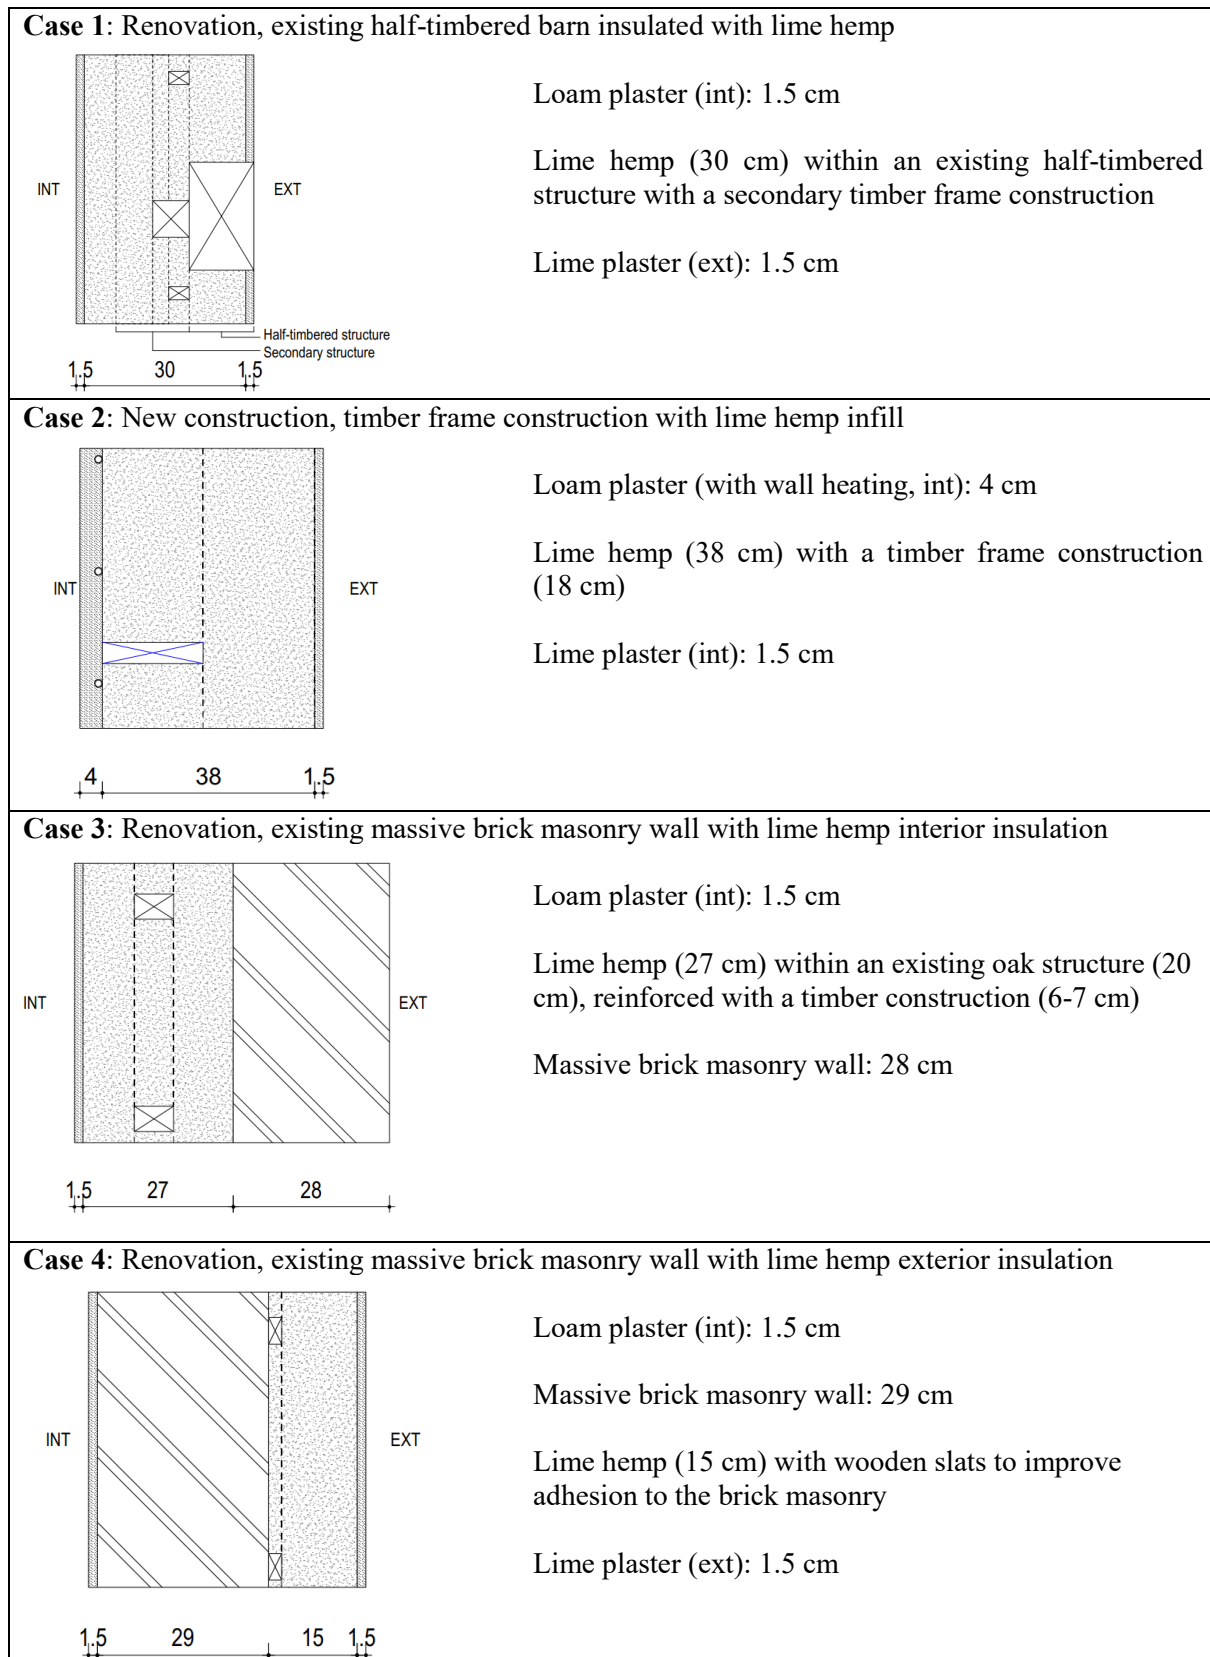 Case 1: Renovation, existing half-timbered barn insulated with lime hemp
INT
EXT
Half-timbered structure
Secondary structure
1.5 30 1.5
Loam plaster (int): 1.5 cm
Lime hemp (30 cm) within an existing half-timbered
structure with a secondary timber frame construction
Lime plaster (ext): 1.5 cm
Case 2: New construction, timber frame construction with lime hemp infill
INT
EXT
4 38 1.5
Loam plaster (with wall heating, int): 4 cm
Lime hemp (38 cm) with a timber frame construction
(18 cm)
Lime plaster (int): 1.5 cm
Case 3: Renovation, existing massive brick masonry wall with lime hemp interior insulation
INT
EXT
1.5 27 28
Loam plaster (int): 1.5 cm
Lime hemp (27 cm) within an existing oak structure (20
cm), reinforced with a timber construction (6-7 cm)
Massive brick masonry wall: 28 cm
Case 4: Renovation, existing massive brick masonry wall with lime hemp exterior insulation
INT
EXT
1.5 29 15 1.5
Loam plaster (int): 1.5 cm
Massive brick masonry wall: 29 cm
Lime hemp (15 cm) with wooden slats to improve
adhesion to the brick masonry
Lime plaster (ext): 1.5 cm